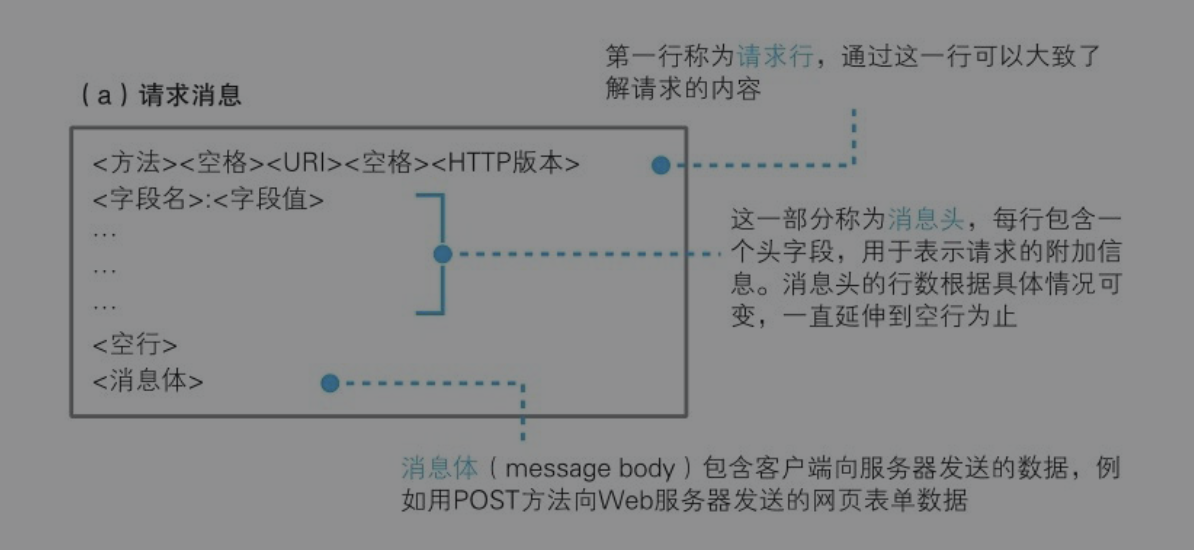 第一行称为请求行，通过这一行可以大致了
解请求的内容
（a）请求消息
<方法><空格><URI><空格><HTTP版本>
<字段名>:<字段值>
…
…
…
<空行>
<消息体>
这一部分称为消息头，每行包含一
个头字段，用于表示请求的附加信
息。消息头的行数根据具体情况可
变，一直延伸到空行为止
消息体（message body）包含客户端向服务器发送的数据，例
如用POST方法向Web服务器发送的网页表单数据